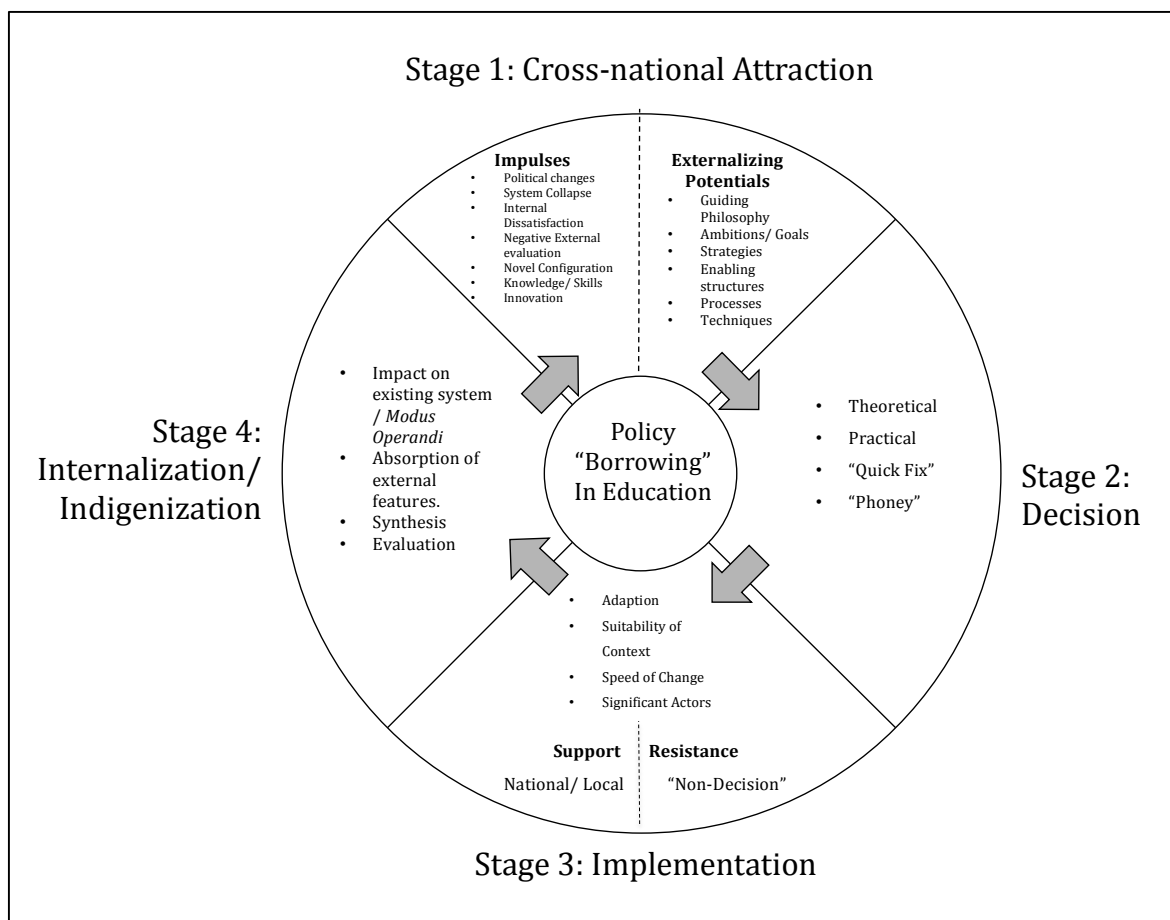 Stage 1: Cross-national Attraction
Impulses
• Political changes
• System Collapse
• Internal
Dissatisfaction
• Negative External
evaluation
• Novel Configuration
• Knowledge/ Skills
• Innovation
Externalizing
Potentials
• Guiding
Philosophy
• Ambitions/ Goals
• Strategies
• Enabling
structures
• Processes
• Techniques
• Theoretical
• Practical
• “Quick Fix”
• “Phoney”
Stage 2:
Decision
Policy
“Borrowing”
In Education
• Adaption
• Suitability of
Context
• Speed of Change
• Significant Actors
Support
National/ Local
Resistance
“Non-Decision”
Stage 3: Implementation
• Impact on
existing system
/ Modus
Operandi
• Absorption of
external
features.
• Synthesis
• Evaluation
Stage 4:
Internalization/
Indigenization